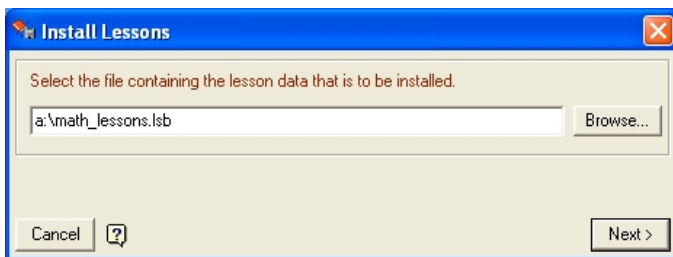 Install Lessons
Select the file containing the lesson data that is to be installed.
a:\math_lessons.lsb
Browse...
Cancel
?
Next >